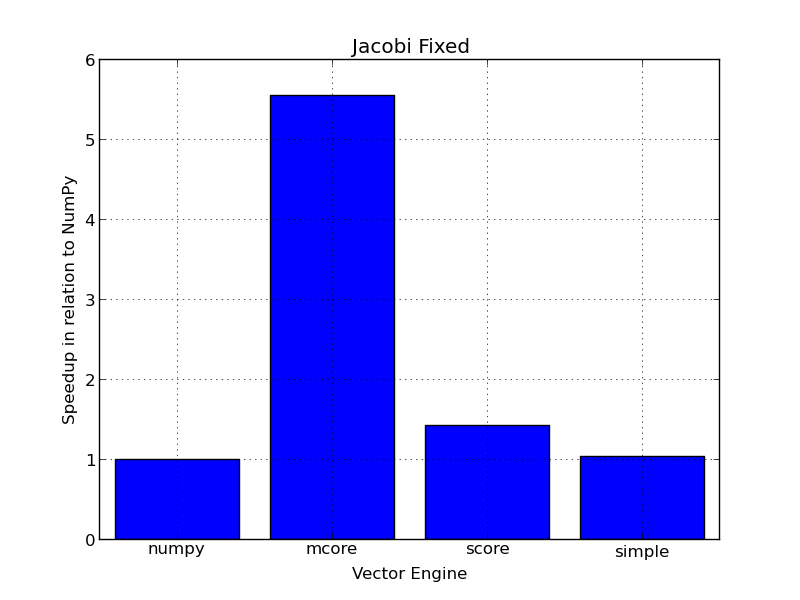 Jacobi Fixed
6
5
4
3
2
1
0
Speedup in relation to NumPy
numpy mcore score simple
Vector Engine